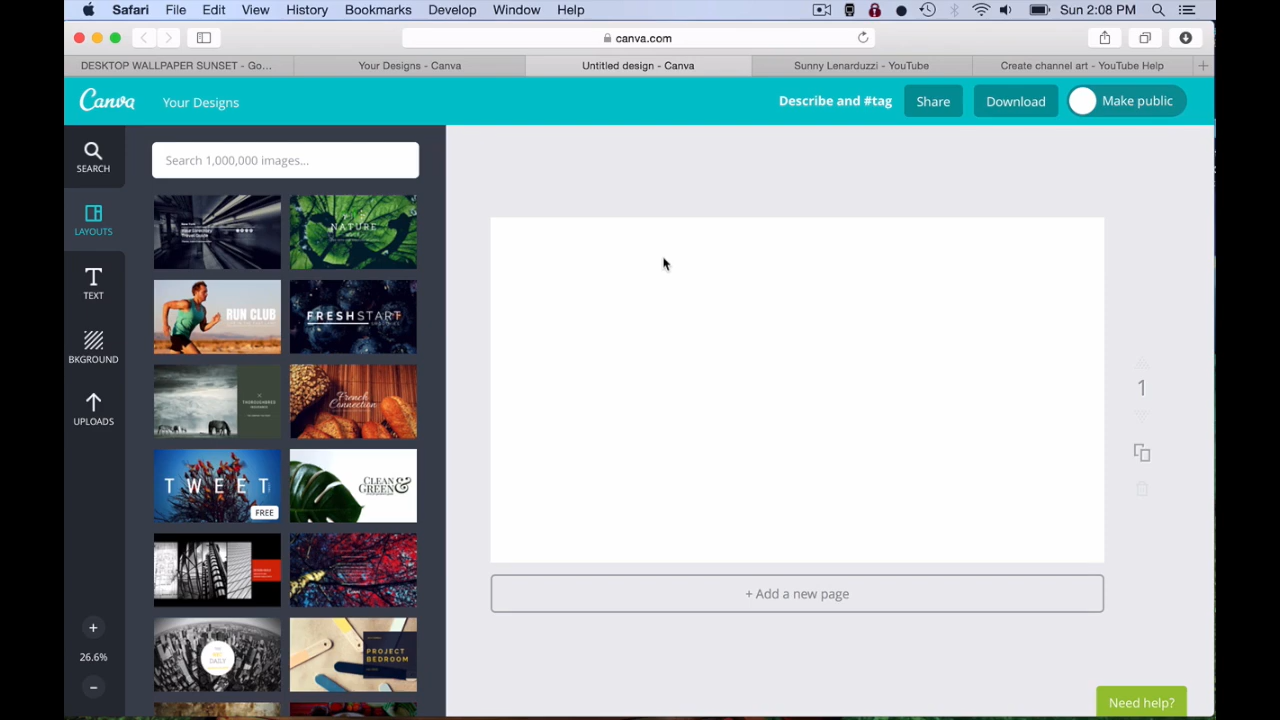 Safari File Edit View History Bookmarks Develop Window Help Sun 2:08 PM
canva.com
DESKTOP WALLPAPER SUNSET - Go... Your Designs - Canva Untitled design - Canva Sunny Lenarduzzi - YouTube Create channel art - YouTube Help +
Canva Your Designs Describe and #tag Share Download Make public
SEARCH
LAYOUTS
TEXT
BKGROUND
UPLOADS
+
26.6%
−
Search 1,000,000 images...
NATURE
RUN CLUB
FRESHSTART
French
Connection
TWEET
FREE
CLEAN
GREEN &
DAILY
PROJECT
BEDROOM
1
+ Add a new page
Need help?